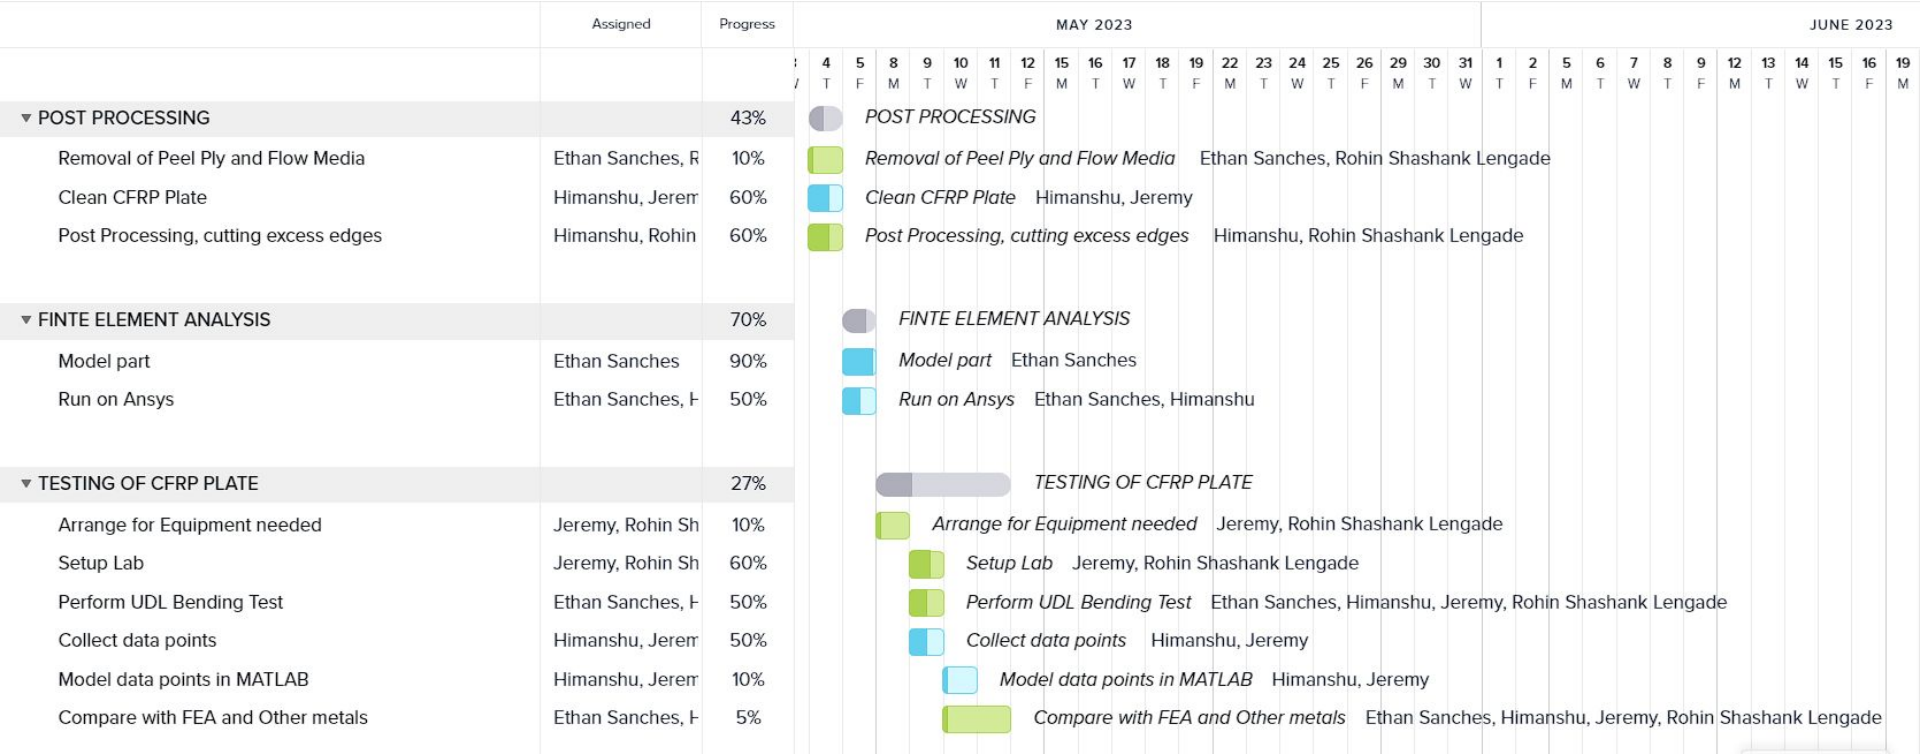 Assigned Progress MAY 2023 JUNE 2023
4 5 8 9 10 11 12 15 16 17 18 19 22 23 24 25 26 29 30 31 1 2 5 6 7 8 9 12 13 14 15 16 19
T F M T W T F M T W T F M T W T F M T W T F M T W T F M T W T F M
POST PROCESSING 43% POST PROCESSING
Removal of Peel Ply and Flow Media Ethan Sanches, R 10% Removal of Peel Ply and Flow Media Ethan Sanches, Rohin Shashank Lengade
Clean CFRP Plate Himanshu, Jerem 60% Clean CFRP Plate Himanshu, Jeremy
Post Processing, cutting excess edges Himanshu, Rohin 60% Post Processing, cutting excess edges Himanshu, Rohin Shashank Lengade
FINTE ELEMENT ANALYSIS 70% FINTE ELEMENT ANALYSIS
Model part Ethan Sanches 90% Model part Ethan Sanches
Run on Ansys Ethan Sanches, H 50% Run on Ansys Ethan Sanches, Himanshu
TESTING OF CFRP PLATE 27% TESTING OF CFRP PLATE
Arrange for Equipment needed Jeremy, Rohin Sh 10% Arrange for Equipment needed Jeremy, Rohin Shashank Lengade
Setup Lab Jeremy, Rohin Sh 60% Setup Lab Jeremy, Rohin Shashank Lengade
Perform UDL Bending Test Ethan Sanches, H 50% Perform UDL Bending Test Ethan Sanches, Himanshu, Jeremy, Rohin Shashank Lengade
Collect data points Himanshu, Jerem 50% Collect data points Himanshu, Jeremy
Model data points in MATLAB Himanshu, Jerem 10% Model data points in MATLAB Himanshu, Jeremy
Compare with FEA and Other metals Ethan Sanches, H 5% Compare with FEA and Other metals Ethan Sanches, Himanshu, Jeremy, Rohin Shashank Lengade